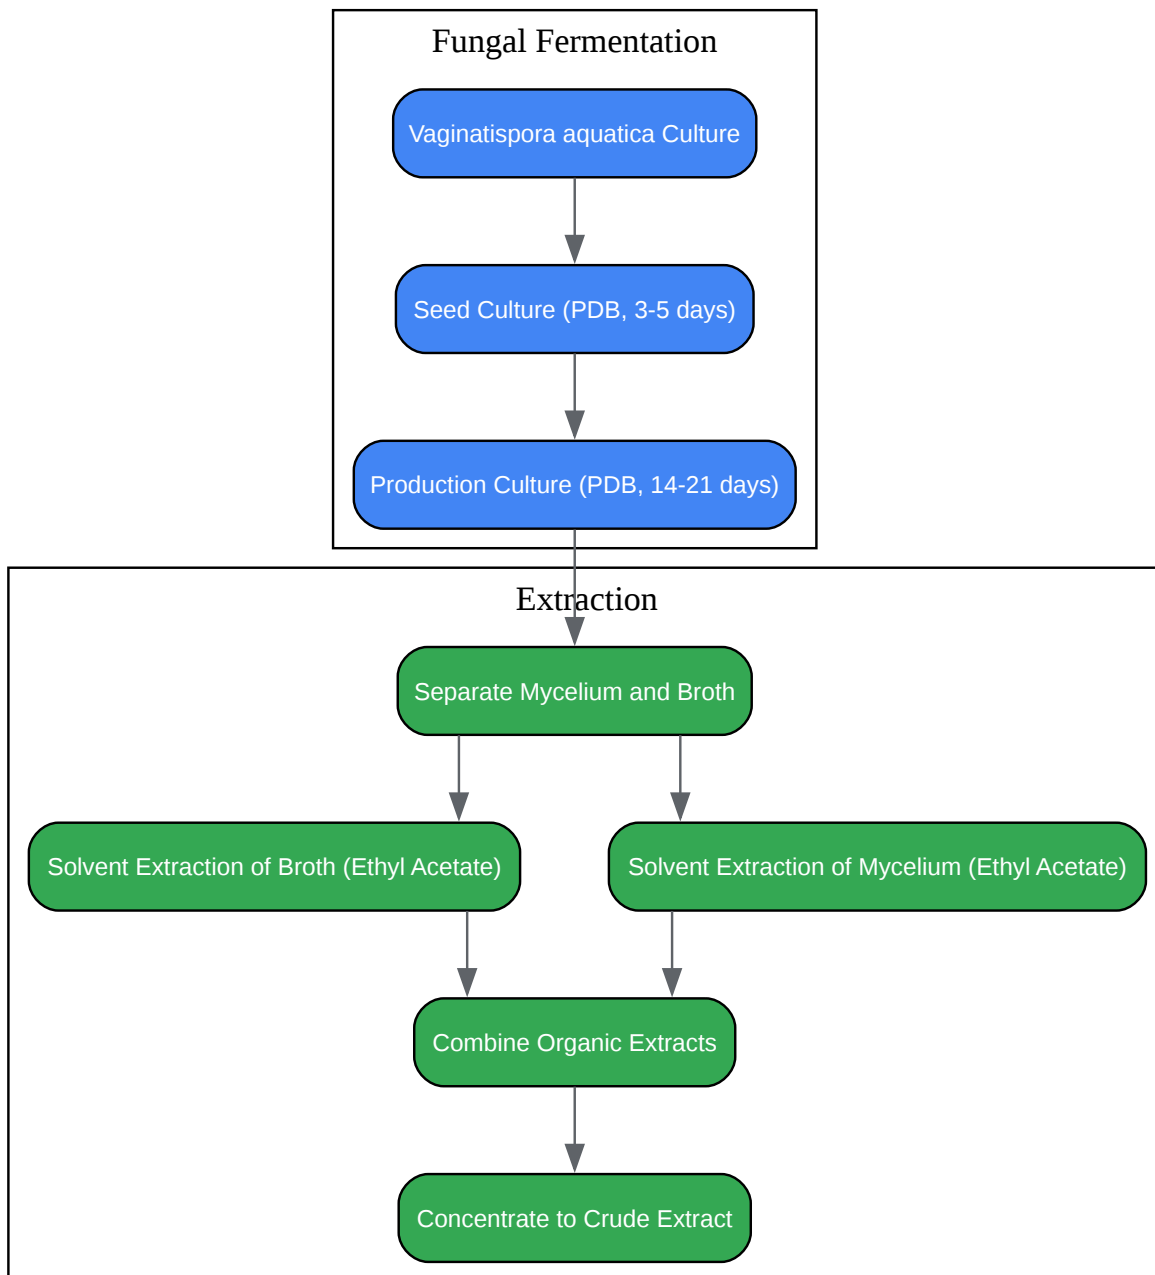 Fungal Fermentation
Vaginatispora aquatica Culture
Seed Culture (PDB, 3-5 days)
Production Culture (PDB, 14-21 days)
Extraction
Separate Mycelium and Broth
Solvent Extraction of Broth (Ethyl Acetate)
Solvent Extraction of Mycelium (Ethyl Acetate)
Combine Organic Extracts
Concentrate to Crude Extract